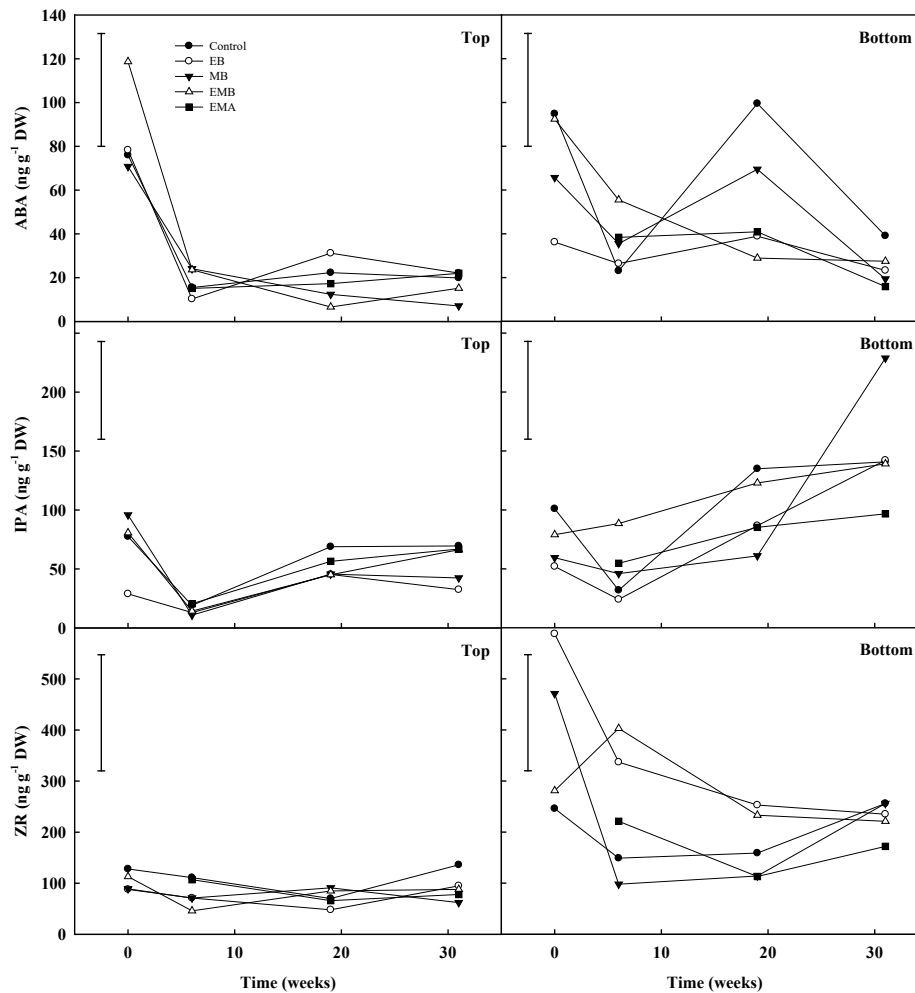 140
120
100
80
60
40
20
0
ABA (ng g⁻¹ DW)
Control
EB
MB
EMB
EMA
Top
Bottom
200
150
100
50
0
IPA (ng g⁻¹ DW)
Top
Bottom
500
400
300
200
100
0
ZR (ng g⁻¹ DW)
Top
Bottom
0 10 20 30
0 10 20 30
Time (weeks)
Time (weeks)